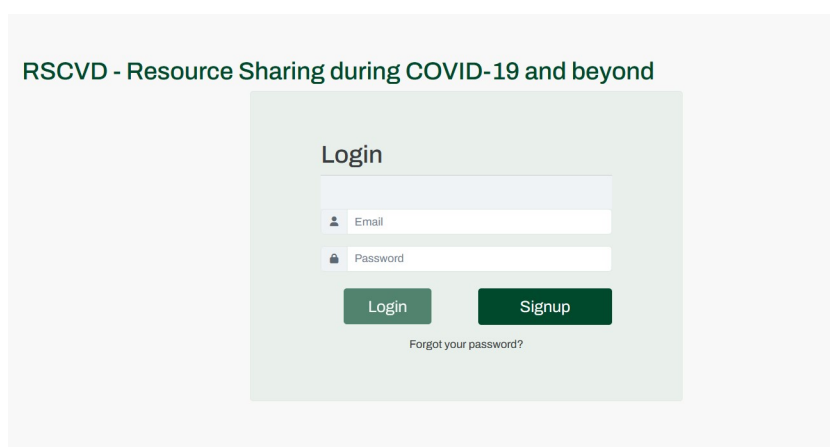 RSCVD - Resource Sharing during COVID-19 and beyond
Login
Email
Password
Login Signup
Forgot your password?